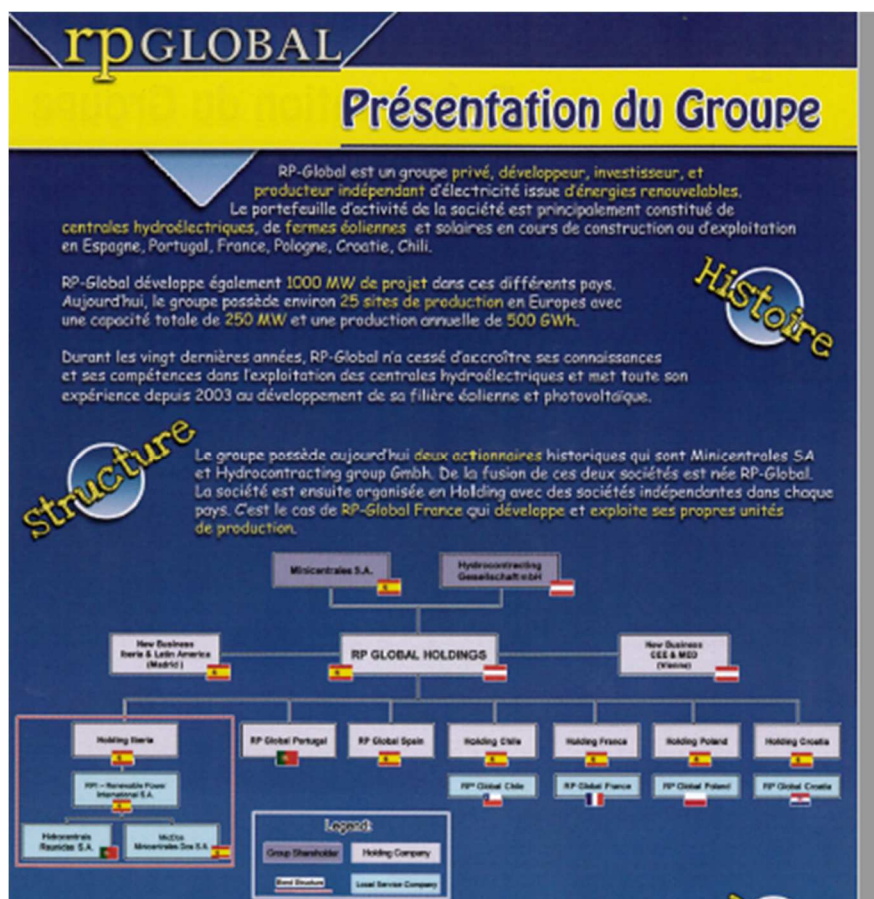 rpGLOBAL
Présentation du Groupe
RP-Global est un groupe privé, développeur, investisseur, et
producteur indépendant d'électricité issue d'énergies renouvelables.
Le portefeuille d'activité de la société est principalement constitué de
centrales hydroélectriques, de fermes éoliennes et solaires en cours de construction ou d'exploitation
en Espagne, Portugal, France, Pologne, Croatie, Chili.
Histoire
RP-Global développe également 1000 MW de projet dans ces différents pays.
Aujourd'hui, le groupe possède environ 25 sites de production en Europes avec
une capacité totale de 250 MW et une production annuelle de 500 GWh.
Durant les vingt dernières années, RP-Global n'a cessé d'accroître ses connaissances
et ses compétences dans l'exploitation des centrales hydroélectriques et met toute son
expérience depuis 2003 au développement de sa filière éolienne et photovoltaïque.
Structure
Le groupe possède aujourd'hui deux actionnaires historiques qui sont Minicentrales SA
et Hydrocontracting group Gmbh. De la fusion de ces deux sociétés est née RP-Global.
La société est ensuite organisée en Holding avec des sociétés indépendantes dans chaque
pays. C'est le cas de RP-Global France qui développe et exploite ses propres unités
de production.
Minicentrales S.A.
Hydrocontracting
Gesellschaft mbH
New Business
Iberia & Latin America
(Madrid)
RP GLOBAL HOLDINGS
New Business
CEE & MED
(Vienne)
Holding Iberia
RP Global Portugal
RP Global Spain
Holding Chile
Holding France
Holding Poland
Holding Croatia
RPI – Renewable Power
International S.A.
RP Global Chile
RP Global France
RP Global Poland
RP Global Croatia
Hidrocentrais
Reunidas S.A.
Minicentrales Dos S.A.
Legend:
Group Shareholder
Holding Company
Bond Structure
Local Service Company